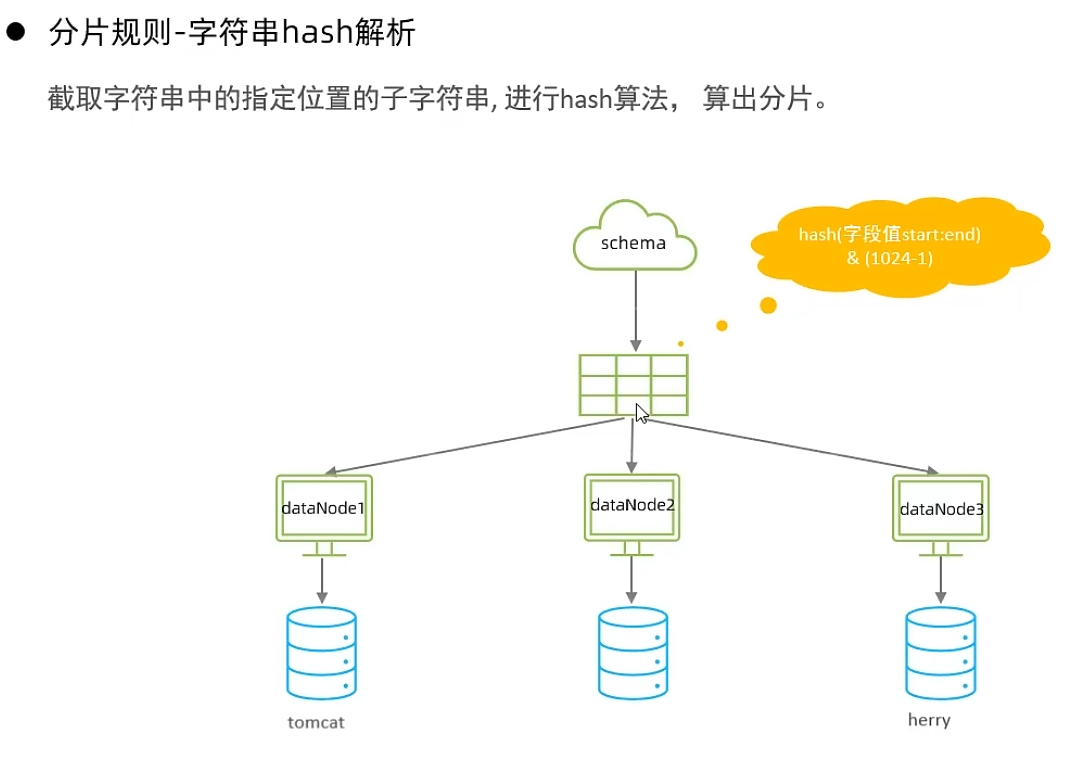 分片规则-字符串hash解析
截取字符串中的指定位置的子字符串, 进行hash算法， 算出分片。
schema
hash(字段值start:end)
& (1024-1)
dataNode1
dataNode2
dataNode3
tomcat
herry